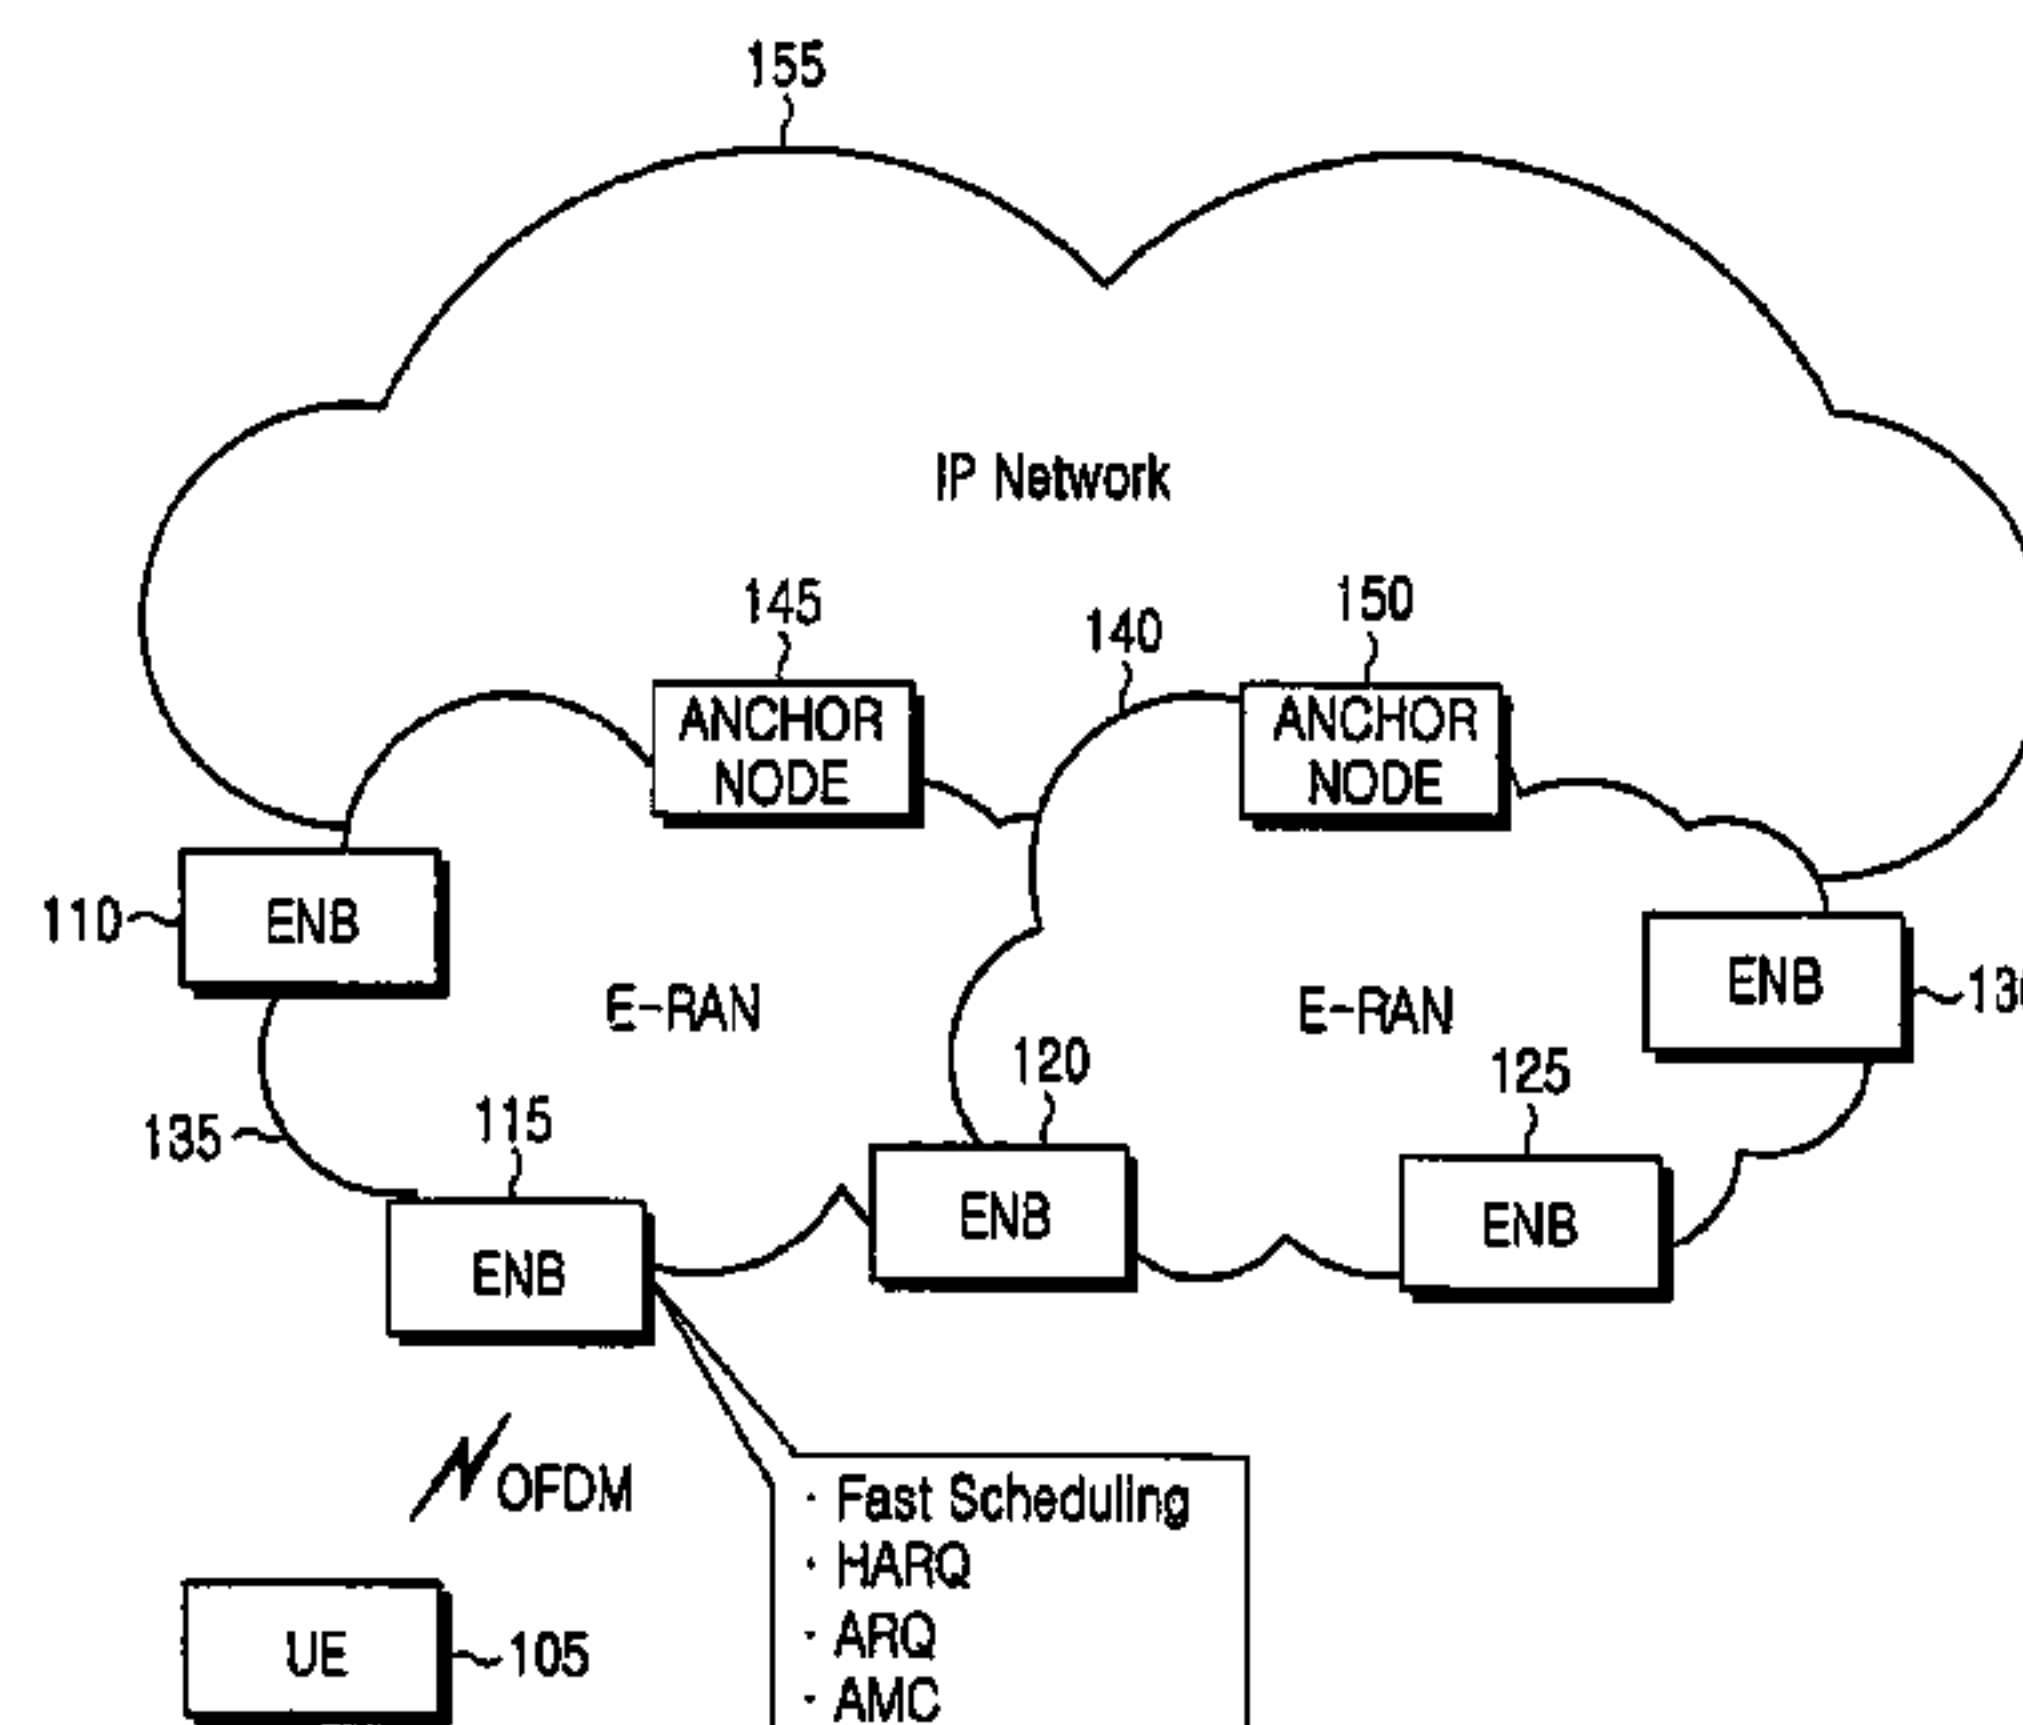 155
IP Network
145
140
150
ANCHOR
NODE
ANCHOR
NODE
110
ENB
ENB
E-RAN
E-RAN
120
125
135
115
ENB
ENB
ENB
OFDM
· Fast Scheduling
· HARQ
· ARQ
· AMC
UE
105